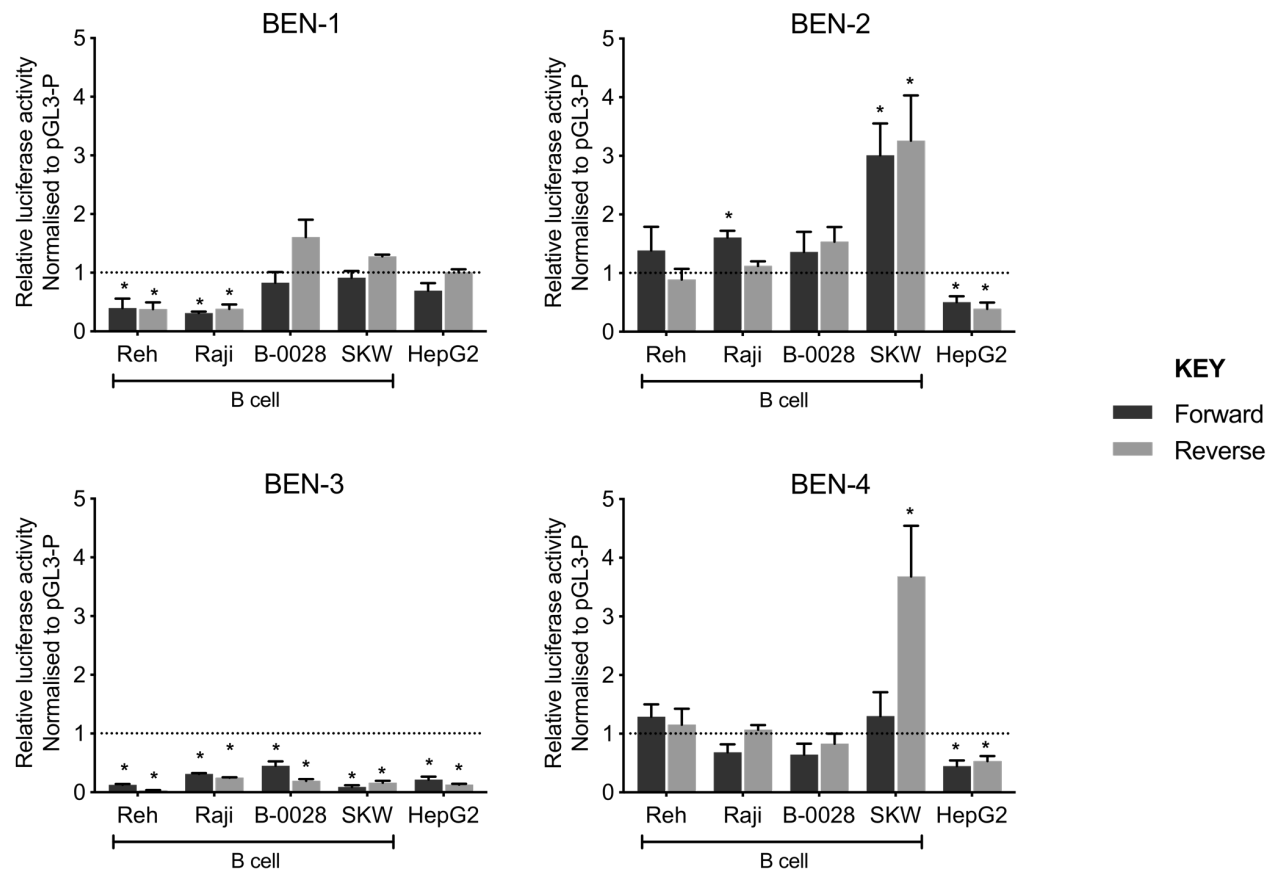 BEN-1
Relative luciferase activity
Normalised to pGL3-P
5
4
3
2
1
0
* * * *
Reh Raji B-0028 SKW HepG2
B cell
BEN-2
Relative luciferase activity
Normalised to pGL3-P
5
4
3
2
1
0
* * * * *
Reh Raji B-0028 SKW HepG2
B cell
KEY
Forward
Reverse
BEN-3
Relative luciferase activity
Normalised to pGL3-P
5
4
3
2
1
0
* * * * * * * * * *
Reh Raji B-0028 SKW HepG2
B cell
BEN-4
Relative luciferase activity
Normalised to pGL3-P
5
4
3
2
1
0
* * *
Reh Raji B-0028 SKW HepG2
B cell